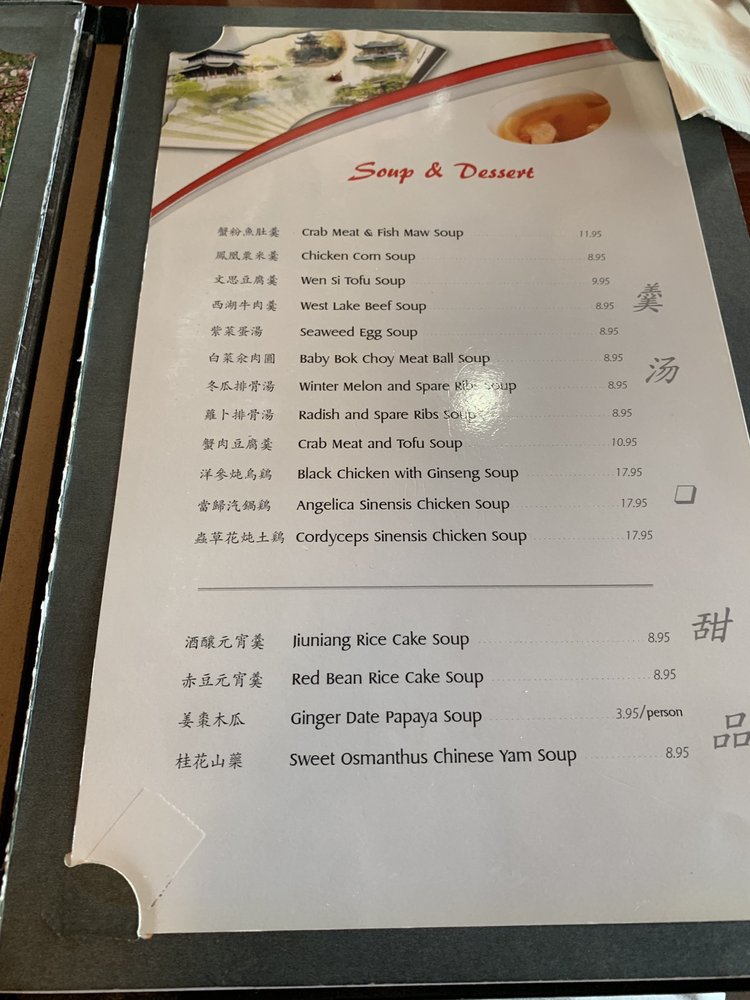 Soup & Dessert
蟹粉魚肚羹 Crab Meat & Fish Maw Soup 11.95
鳳凰粟米羹 Chicken Corn Soup 8.95
文思豆腐羹 Wen Si Tofu Soup 9.95
西湖牛肉羹 West Lake Beef Soup 8.95
紫菜蛋湯 Seaweed Egg Soup 8.95
白菜汆肉圓 Baby Bok Choy Meat Ball Soup 8.95
冬瓜排骨湯 Winter Melon and Spare Ribs Soup 8.95
蘿卜排骨湯 Radish and Spare Ribs Soup 8.95
蟹肉豆腐羹 Crab Meat and Tofu Soup 10.95
洋參炖烏鷄 Black Chicken with Ginseng Soup 17.95
當歸汽鍋鷄 Angelica Sinensis Chicken Soup 17.95
蟲草花炖土鷄 Cordyceps Sinensis Chicken Soup 17.95
羹
汤
酒釀元宵羹 Jiuniang Rice Cake Soup 8.95
赤豆元宵羹 Red Bean Rice Cake Soup 8.95
姜棗木瓜 Ginger Date Papaya Soup 3.95/person
桂花山藥 Sweet Osmanthus Chinese Yam Soup 8.95
甜
品